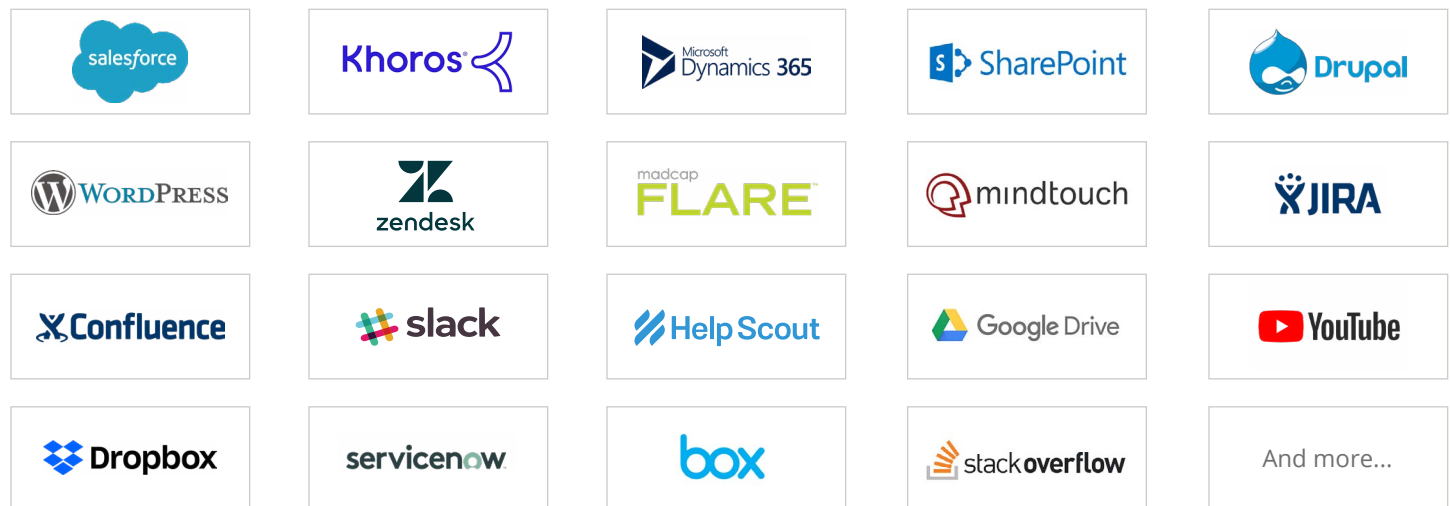 salesforce
Khoros®
Microsoft
Dynamics 365
S SharePoint
Drupal
W WORDPRESS
zendesk
madcap
FLARE™
mindtouch
JIRA
Confluence
slack
Help Scout
Google Drive
YouTube
Dropbox
servicenow
box
stackoverflow
And more...